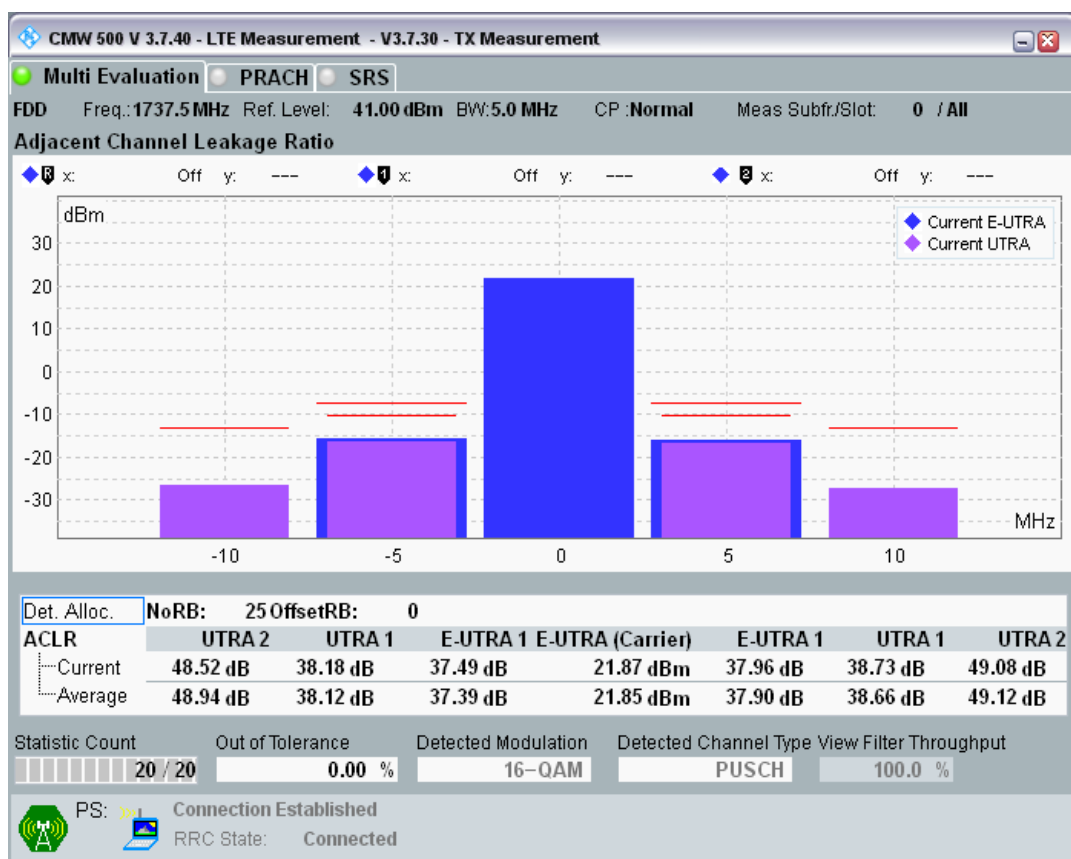 CMW 500 V 3.7.40 - LTE Measurement - V3.7.30 - TX Measurement
Multi Evaluation PRACH SRS
FDD Freq.: 1737.5 MHz Ref. Level: 41.00 dBm BW: 5.0 MHz CP : Normal Meas Subfr./Slot: 0 / All
Adjacent Channel Leakage Ratio
R x: Off y: --- 1 x: Off y: --- 2 x: Off y: ---
dBm
Current E-UTRA
Current UTRA
30
20
10
0
-10
-20
-30
MHz
-10 -5 0 5 10
Det. Alloc. NoRB: 25 OffsetRB: 0
ACLR UTRA 2 UTRA 1 E-UTRA 1 E-UTRA (Carrier) E-UTRA 1 UTRA 1 UTRA 2
Current 48.52 dB 38.18 dB 37.49 dB 21.87 dBm 37.96 dB 38.73 dB 49.08 dB
Average 48.94 dB 38.12 dB 37.39 dB 21.85 dBm 37.90 dB 38.66 dB 49.12 dB
Statistic Count Out of Tolerance Detected Modulation Detected Channel Type View Filter Throughput
20 / 20 0.00 % 16-QAM PUSCH 100.0 %
PS: Connection Established
RRC State: Connected